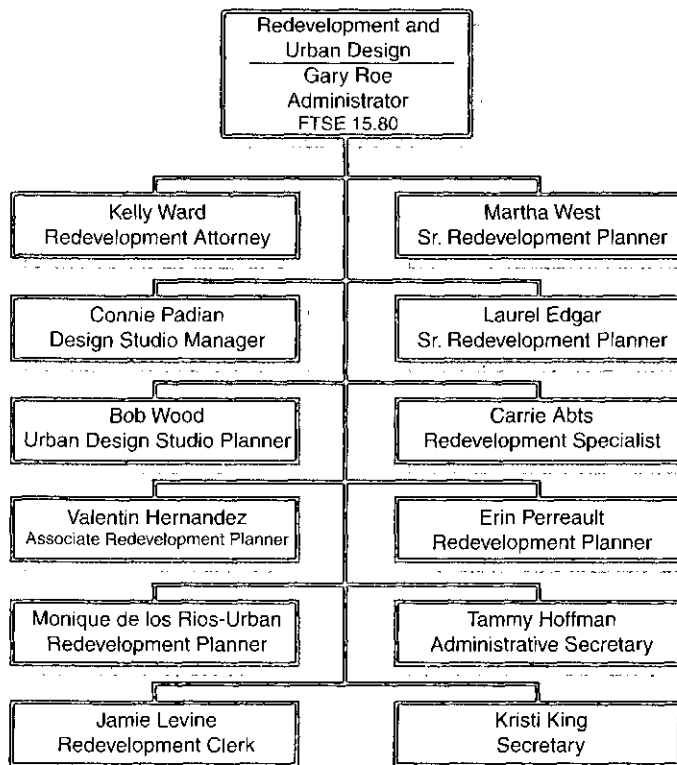 Redevelopment and
Urban Design
Gary Roe
Administrator
FTSE 15.80
Kelly Ward
Redevelopment Attorney
Martha West
Sr. Redevelopment Planner
Connie Padian
Design Studio Manager
Laurel Edgar
Sr. Redevelopment Planner
Bob Wood
Urban Design Studio Planner
Carrie Abts
Redevelopment Specialist
Valentin Hernandez
Associate Redevelopment Planner
Erin Perreault
Redevelopment Planner
Monique de los Rios-Urban
Redevelopment Planner
Tammy Hoffman
Administrative Secretary
Jamie Levine
Redevelopment Clerk
Kristi King
Secretary